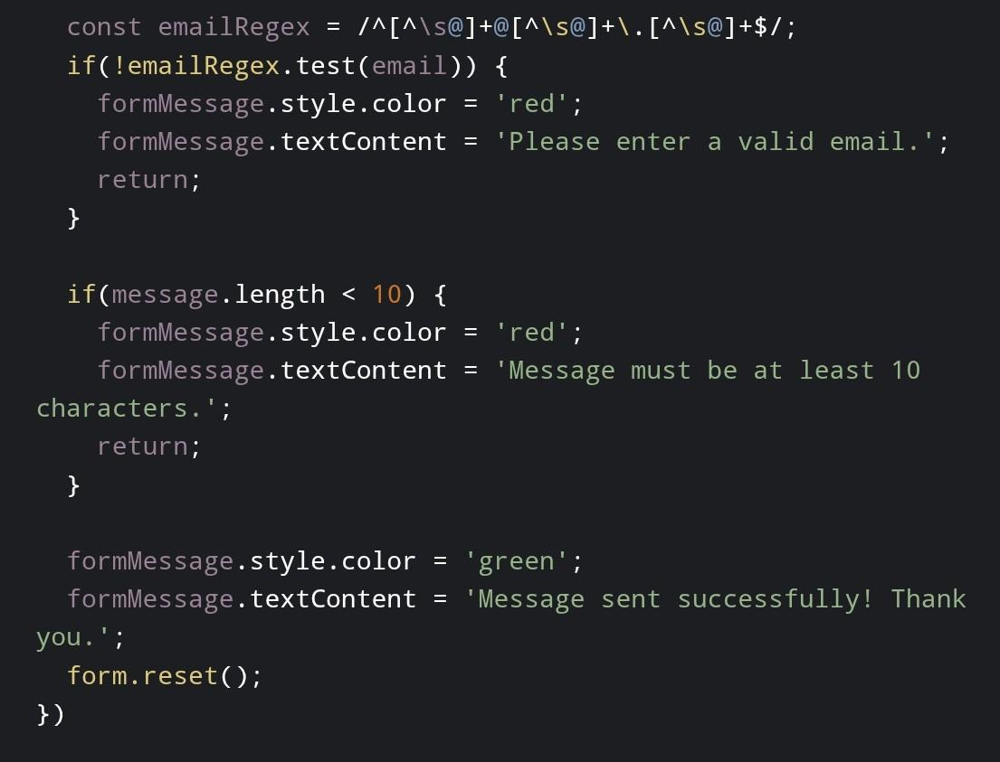 const emailRegex = /^[^\s@]+@[^\s@]+\.[^\s@]+$/;
if(!emailRegex.test(email)) {
formMessage.style.color = 'red';
formMessage.textContent = 'Please enter a valid email.';
return;
}
if(message.length < 10) {
formMessage.style.color = 'red';
formMessage.textContent = 'Message must be at least 10
characters.';
return;
}
formMessage.style.color = 'green';
formMessage.textContent = 'Message sent successfully! Thank
you.';
form.reset();
})